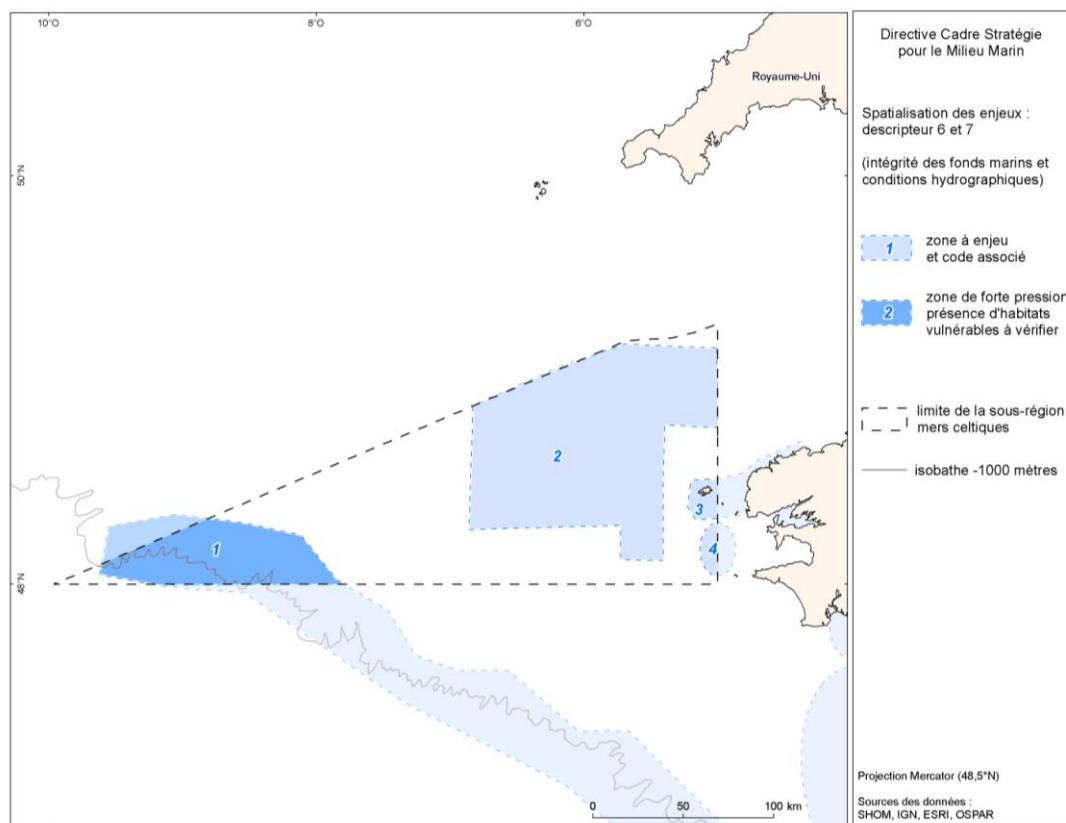 10°O
8°O
6°O
50°N
48°N
Royaume-Uni
1
2
3
4
0 50 100 km
Directive Cadre Stratégie
pour le Milieu Marin
Spatialisation des enjeux :
descripteur 6 et 7
(intégrité des fonds marins et
conditions hydrographiques)
1
zone à enjeu
et code associé
2
zone de forte pression
présence d'habitats
vulnérables à vérifier
limite de la sous-région
mers celtiques
isobathe -1000 mètres
Projection Mercator (48,5°N)
Sources des données :
SHOM, IGN, ESRI, OSPAR